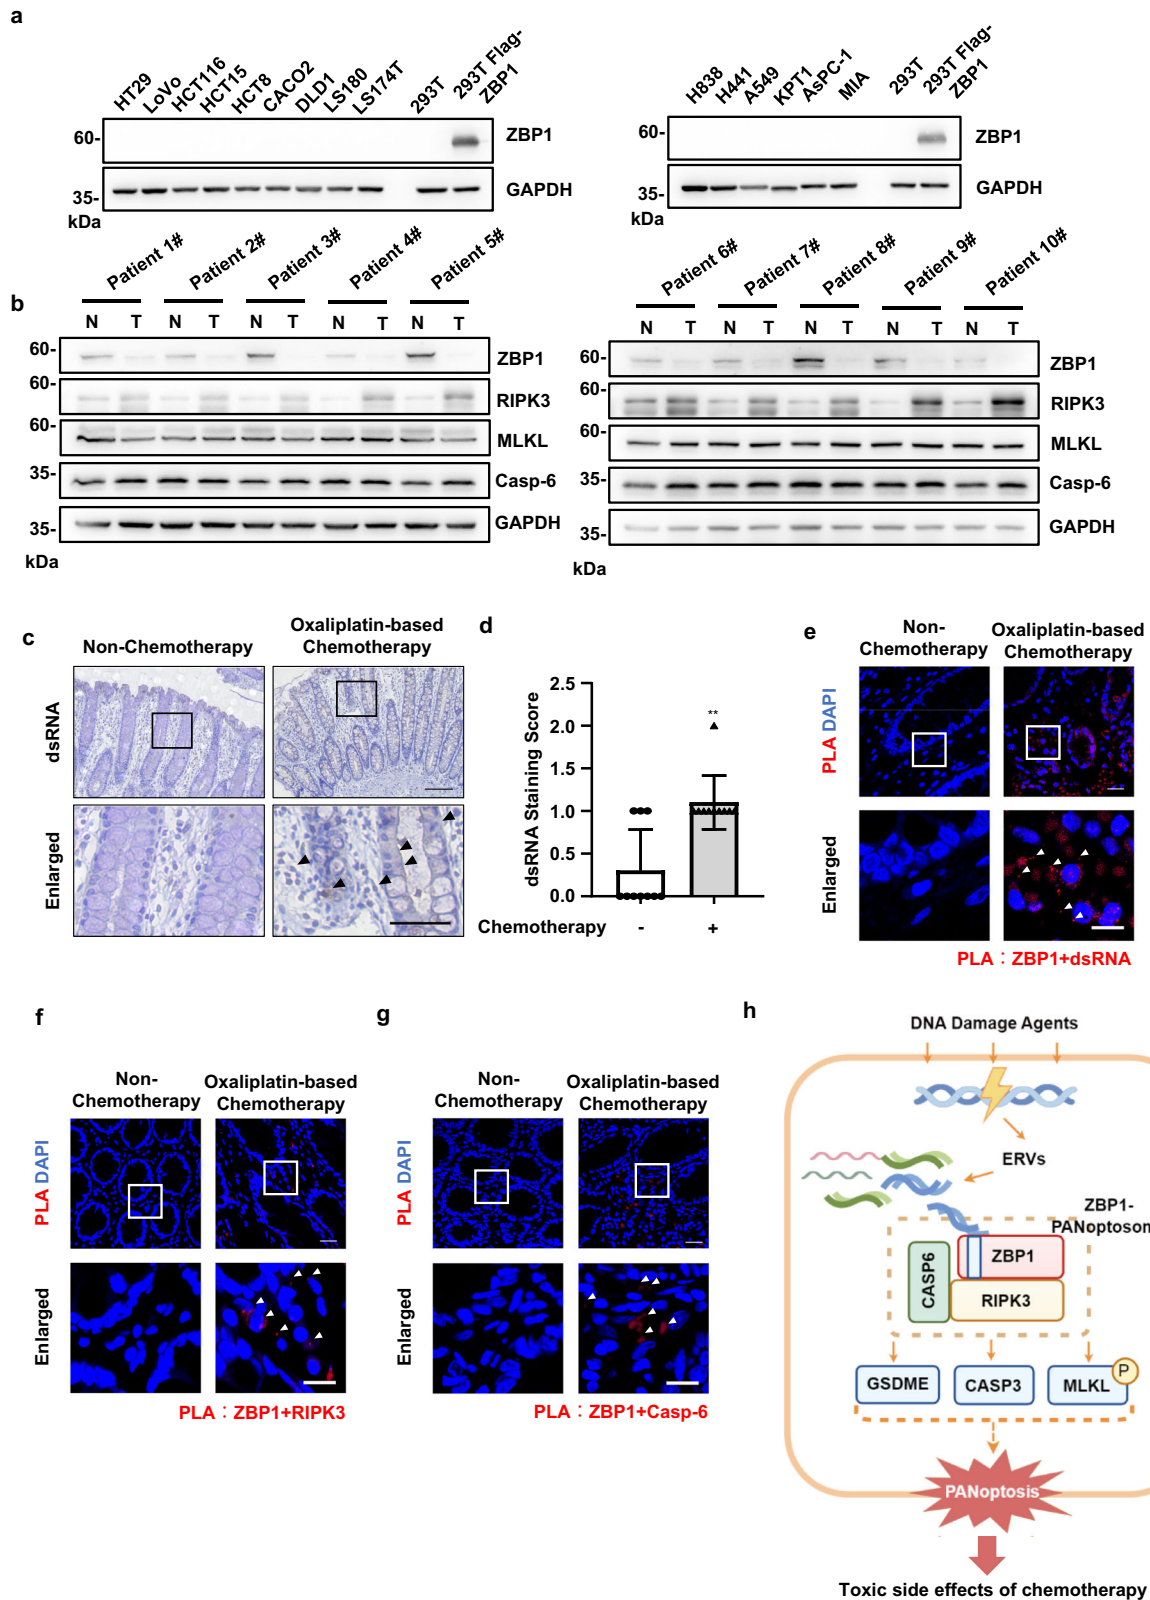 a
HT29
LoVo
HCT116
HCT15
HCT8
CACO2
DLD1
LS180
LS174T
293T
293T Flag-
ZBP1
60-
ZBP1
35-
GAPDH
kDa
H838
H441
A549
KPT1
AsPC-1
MIA
293T
293T Flag-
ZBP1
60-
ZBP1
35-
GAPDH
kDa
b
Patient 1#
Patient 2#
Patient 3#
Patient 4#
Patient 5#
N T N T N T N T N T
60-
ZBP1
60-
RIPK3
60-
MLKL
35-
Casp-6
35-
GAPDH
kDa
Patient 6#
Patient 7#
Patient 8#
Patient 9#
Patient 10#
N T N T N T N T N T
60-
ZBP1
60-
RIPK3
60-
MLKL
35-
Casp-6
35-
GAPDH
kDa
c
Non-Chemotherapy
Oxaliplatin-based
Chemotherapy
dsRNA
Enlarged
d
dsRNA Staining Score
2.5
2.0
1.5
1.0
0.5
0.0
**
Chemotherapy - +
e
Non-
Chemotherapy
Oxaliplatin-based
Chemotherapy
PLA DAPI
Enlarged
PLA：ZBP1+dsRNA
f
Non-
Chemotherapy
Oxaliplatin-based
Chemotherapy
PLA DAPI
Enlarged
PLA：ZBP1+RIPK3
g
Non-
Chemotherapy
Oxaliplatin-based
Chemotherapy
PLA DAPI
Enlarged
PLA：ZBP1+Casp-6
h
DNA Damage Agents
ERVs
ZBP1-
PANoptosom
CASP6
ZBP1
RIPK3
GSDME
CASP3
MLKL
P
PANoptosis
Toxic side effects of chemotherapy